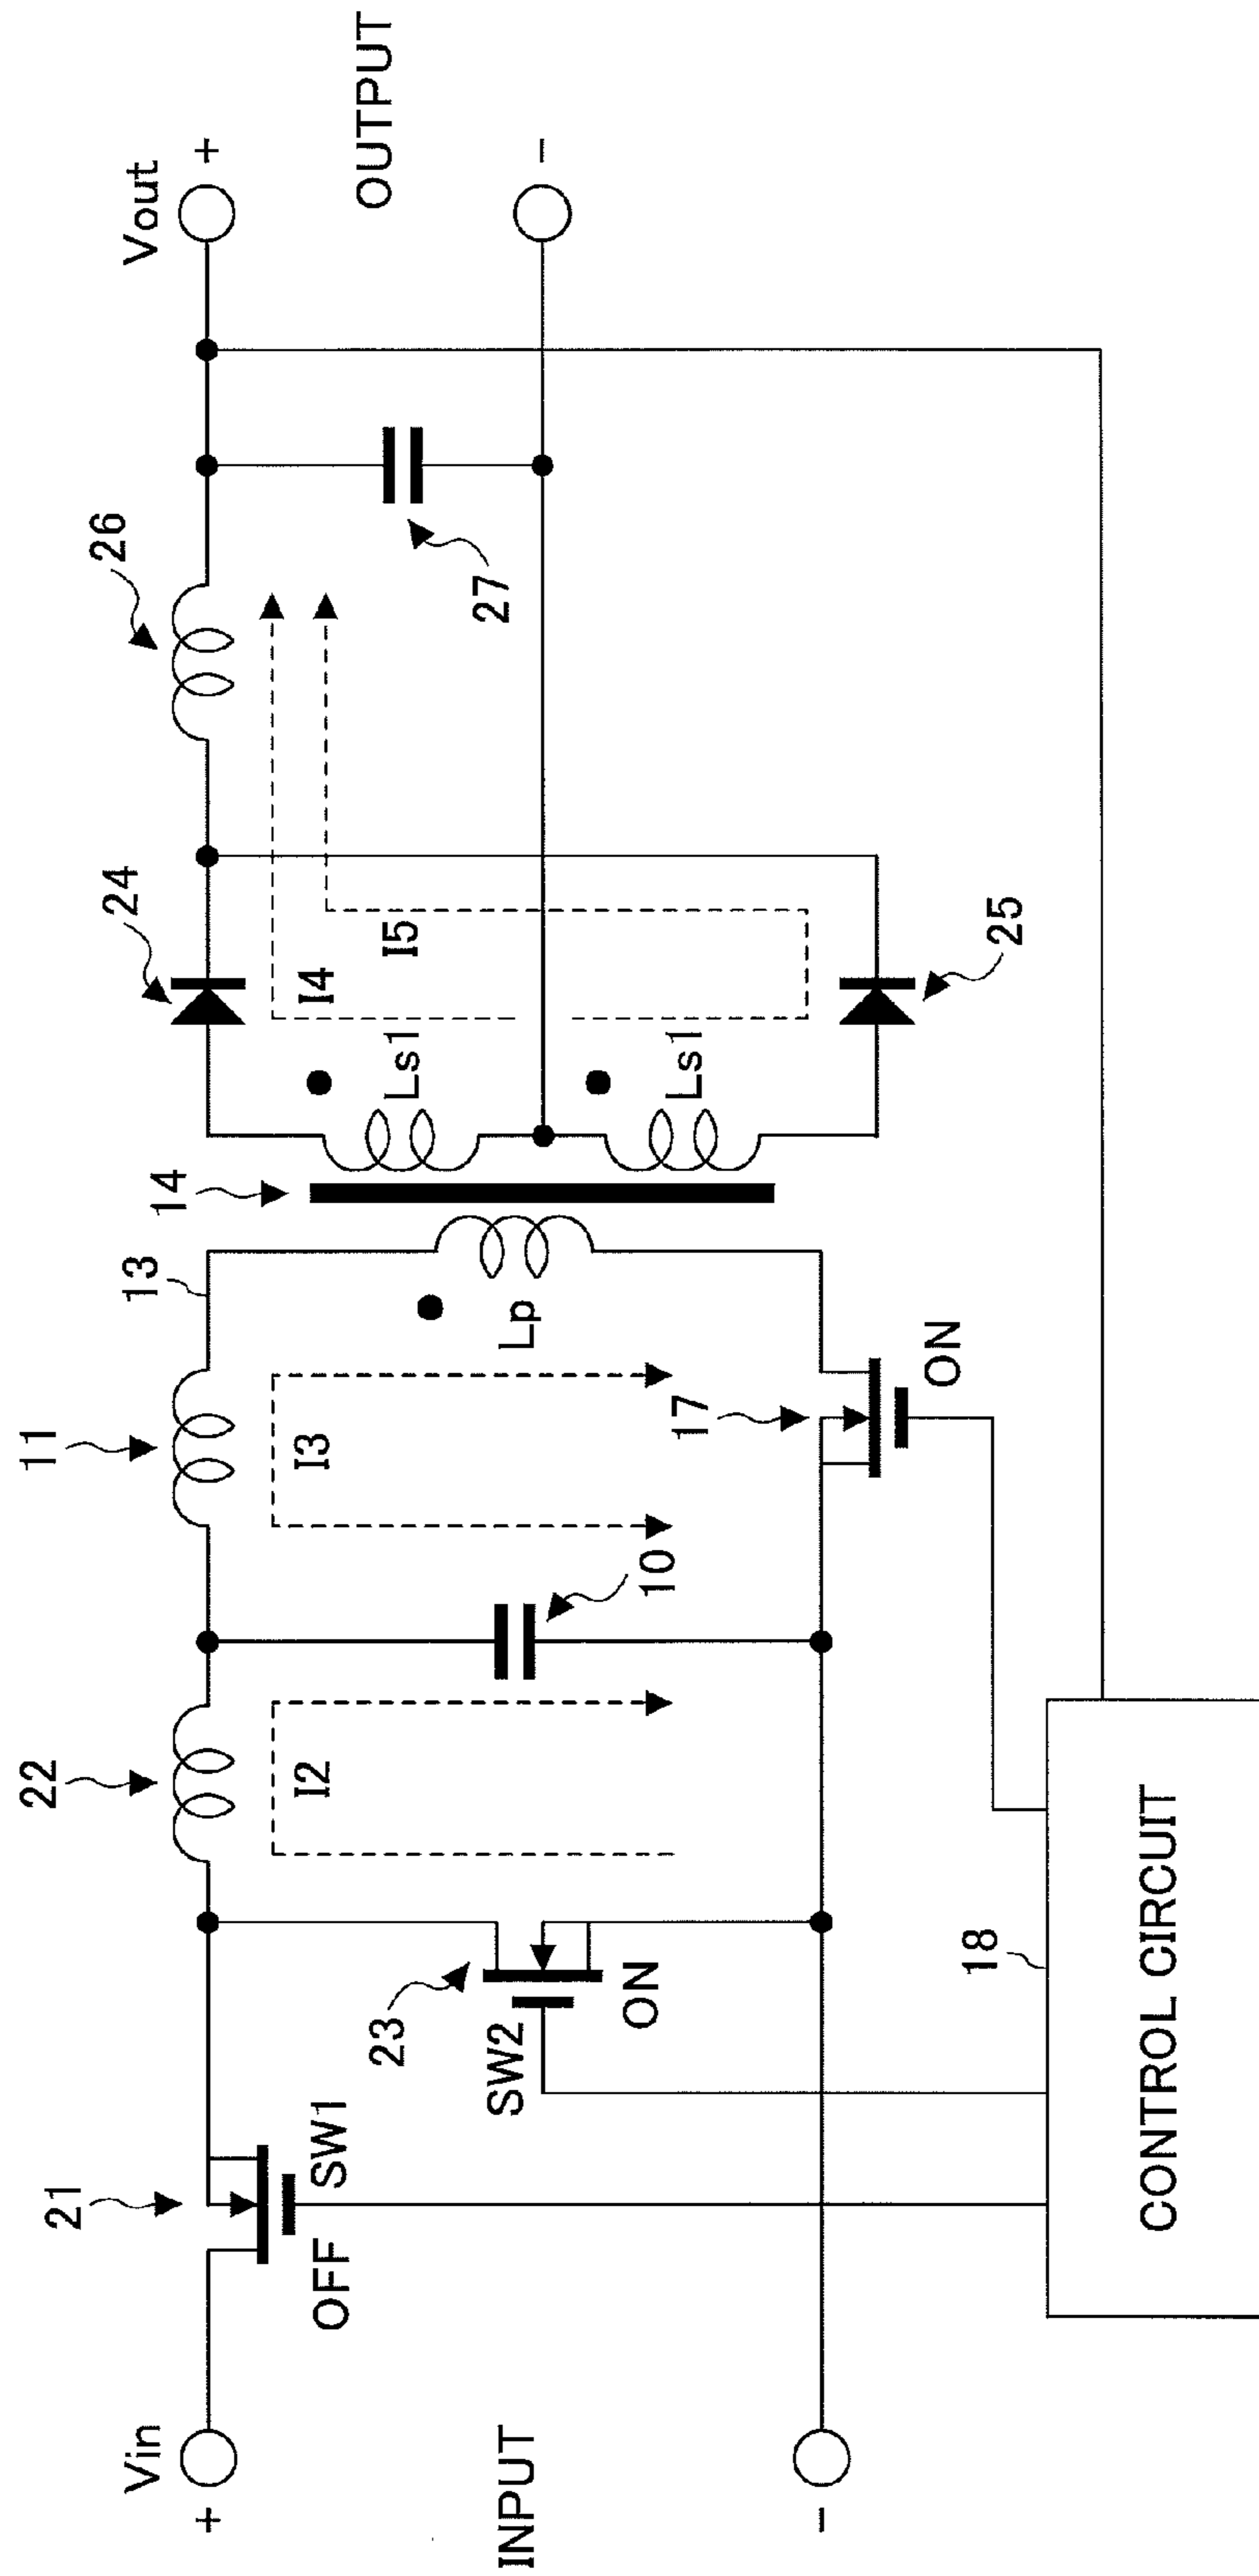 Vin
+
INPUT
-
21
OFF
SW1
23
SW2
ON
22
I2
10
11
I3
17
ON
13
Lp
14
Ls1
Ls1
24
25
I4
I5
26
27
Vout
+
OUTPUT
-
18
CONTROL CIRCUIT